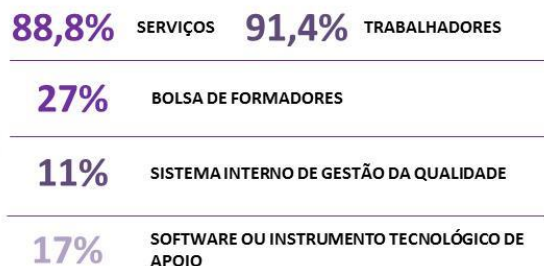 88,8% SERVIÇOS 91,4% TRABALHADORES
27% BOLSA DE FORMADORES
11% SISTEMA INTERNO DE GESTÃO DA QUALIDADE
17% SOFTWARE OU INSTRUMENTO TECNOLÓGICO DE
APOIO